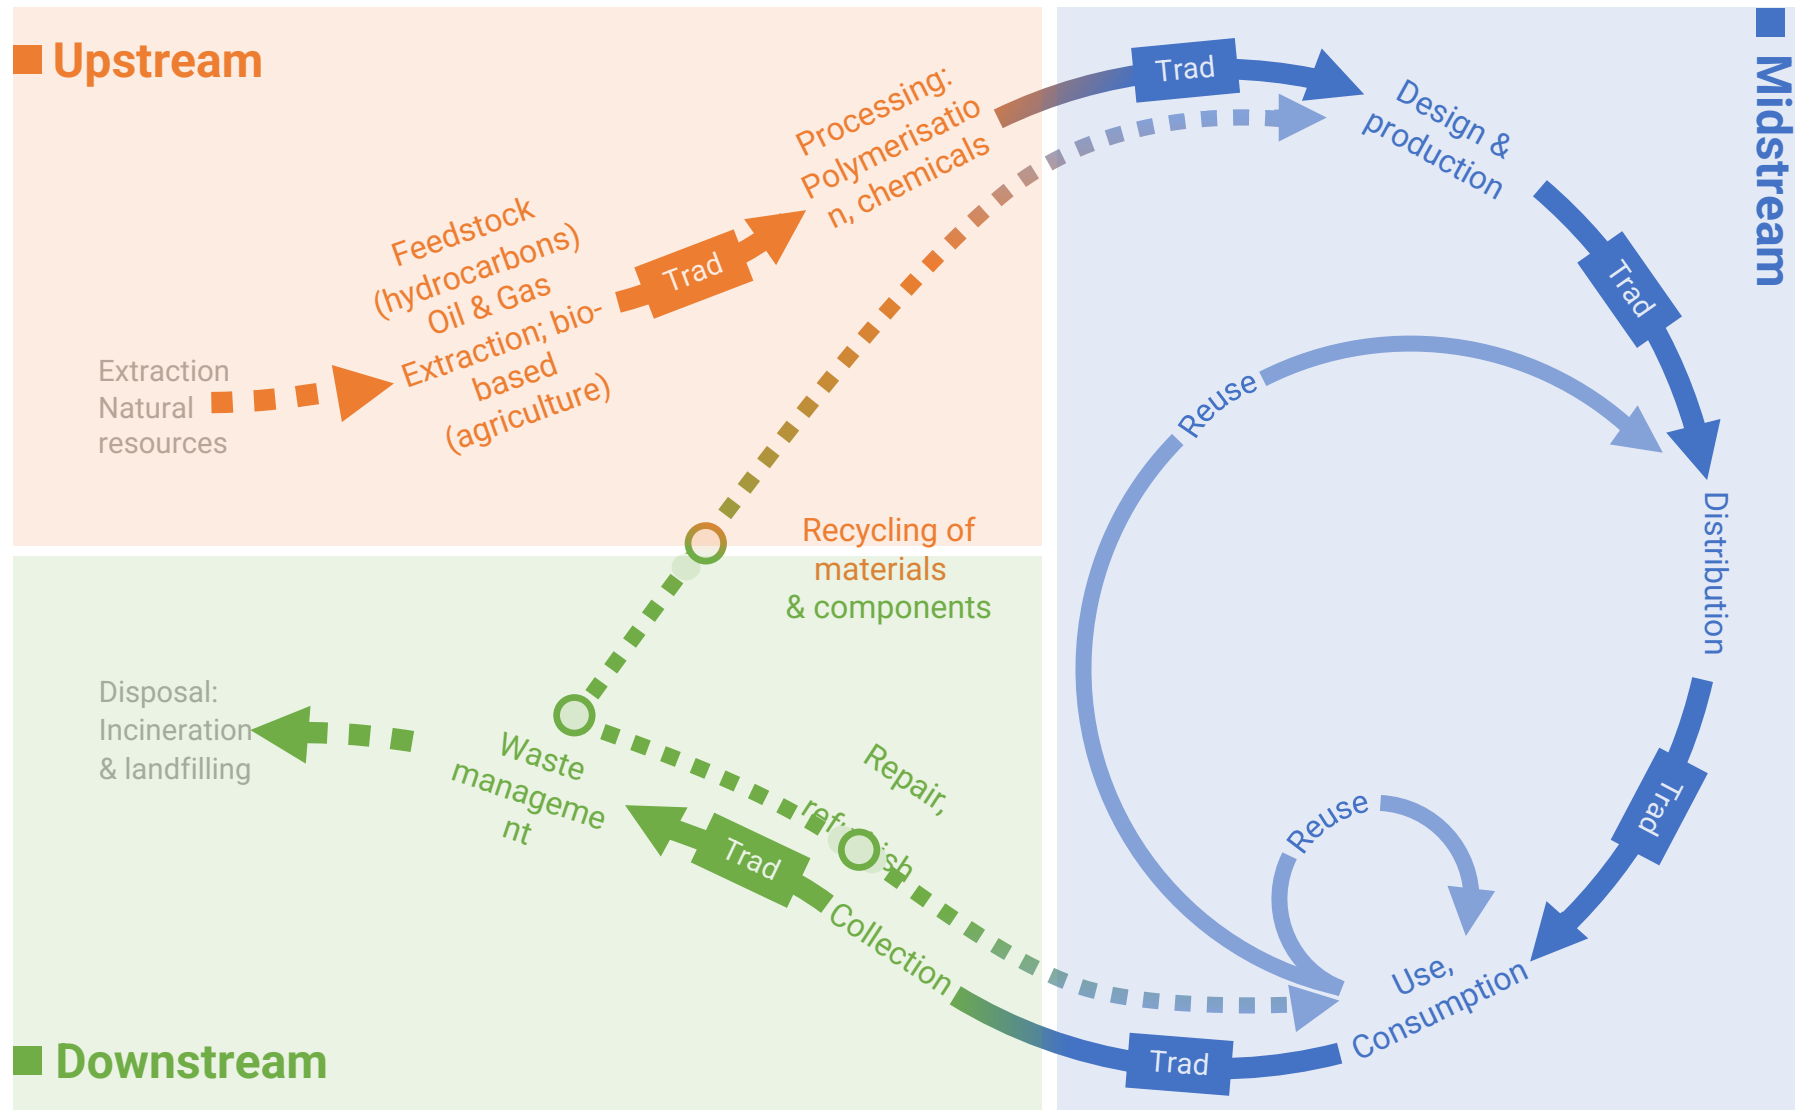 Upstream
Extraction
Natural
resources
Feedstock
(hydrocarbons)
Oil & Gas
Extraction; bio-
based
(agriculture)
Trad
Processing:
Polymerisatio
n, chemicals
Trad
Midstream
Design &
production
Trad
Distribution
Trad
Use,
Consumption
Reuse
Reuse
Trad
Recycling of
materials
& components
Downstream
Collection
Trad
Repair,
Waste
manageme
nt
Disposal:
Incineration
& landfilling